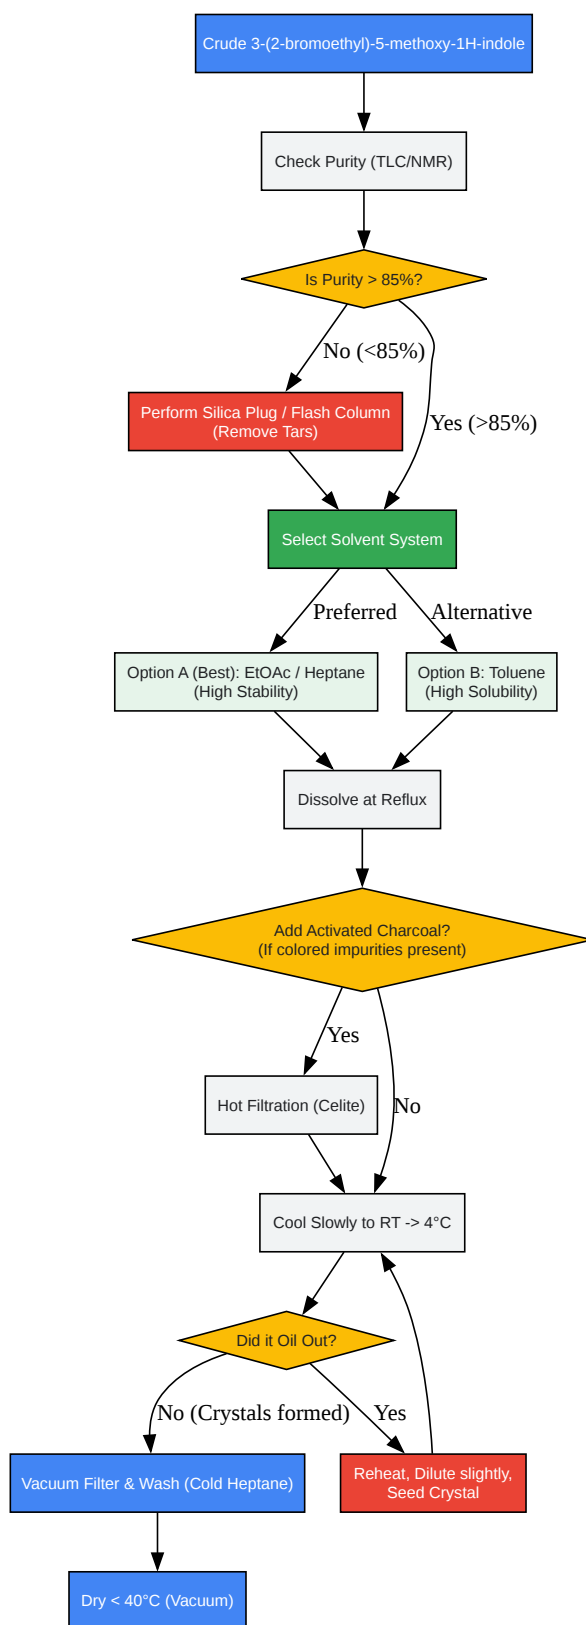 Crude 3-(2-bromoethyl)-5-methoxy-1H-indole
Check Purity (TLC/NMR)
Is Purity > 85%?
No (<85%)
Perform Silica Plug / Flash Column
(Remove Tars)
Yes (>85%)
Select Solvent System
Preferred
Alternative
Option A (Best): EtOAc / Heptane
(High Stability)
Option B: Toluene
(High Solubility)
Dissolve at Reflux
Add Activated Charcoal?
(If colored impurities present)
Yes
Hot Filtration (Celite)
No
Cool Slowly to RT -> 4°C
Did it Oil Out?
No (Crystals formed)
Yes
Vacuum Filter & Wash (Cold Heptane)
Reheat, Dilute slightly,
Seed Crystal
Dry < 40°C (Vacuum)